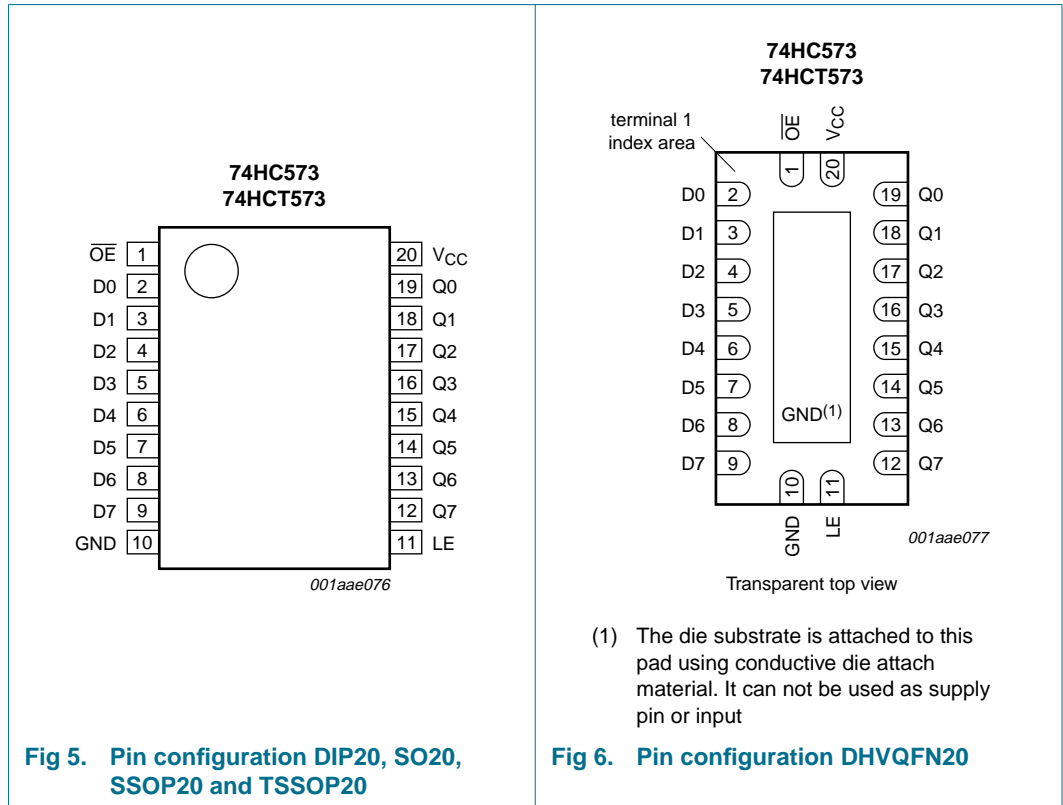 74HC573
74HCT573
OE 1
D0 2
D1 3
D2 4
D3 5
D4 6
D5 7
D6 8
D7 9
GND 10
20 VCC
19 Q0
18 Q1
17 Q2
16 Q3
15 Q4
14 Q5
13 Q6
12 Q7
11 LE
001aae076
Fig 5. Pin configuration DIP20, SO20,
SSOP20 and TSSOP20
74HC573
74HCT573
terminal 1
index area
OE VCC
1 20
D0 2
D1 3
D2 4
D3 5
D4 6
D5 7
D6 8
D7 9
19 Q0
18 Q1
17 Q2
16 Q3
15 Q4
14 Q5
13 Q6
12 Q7
GND(1)
10 11
GND LE
001aae077
Transparent top view
(1) The die substrate is attached to this
pad using conductive die attach
material. It can not be used as supply
pin or input
Fig 6. Pin configuration DHVQFN20